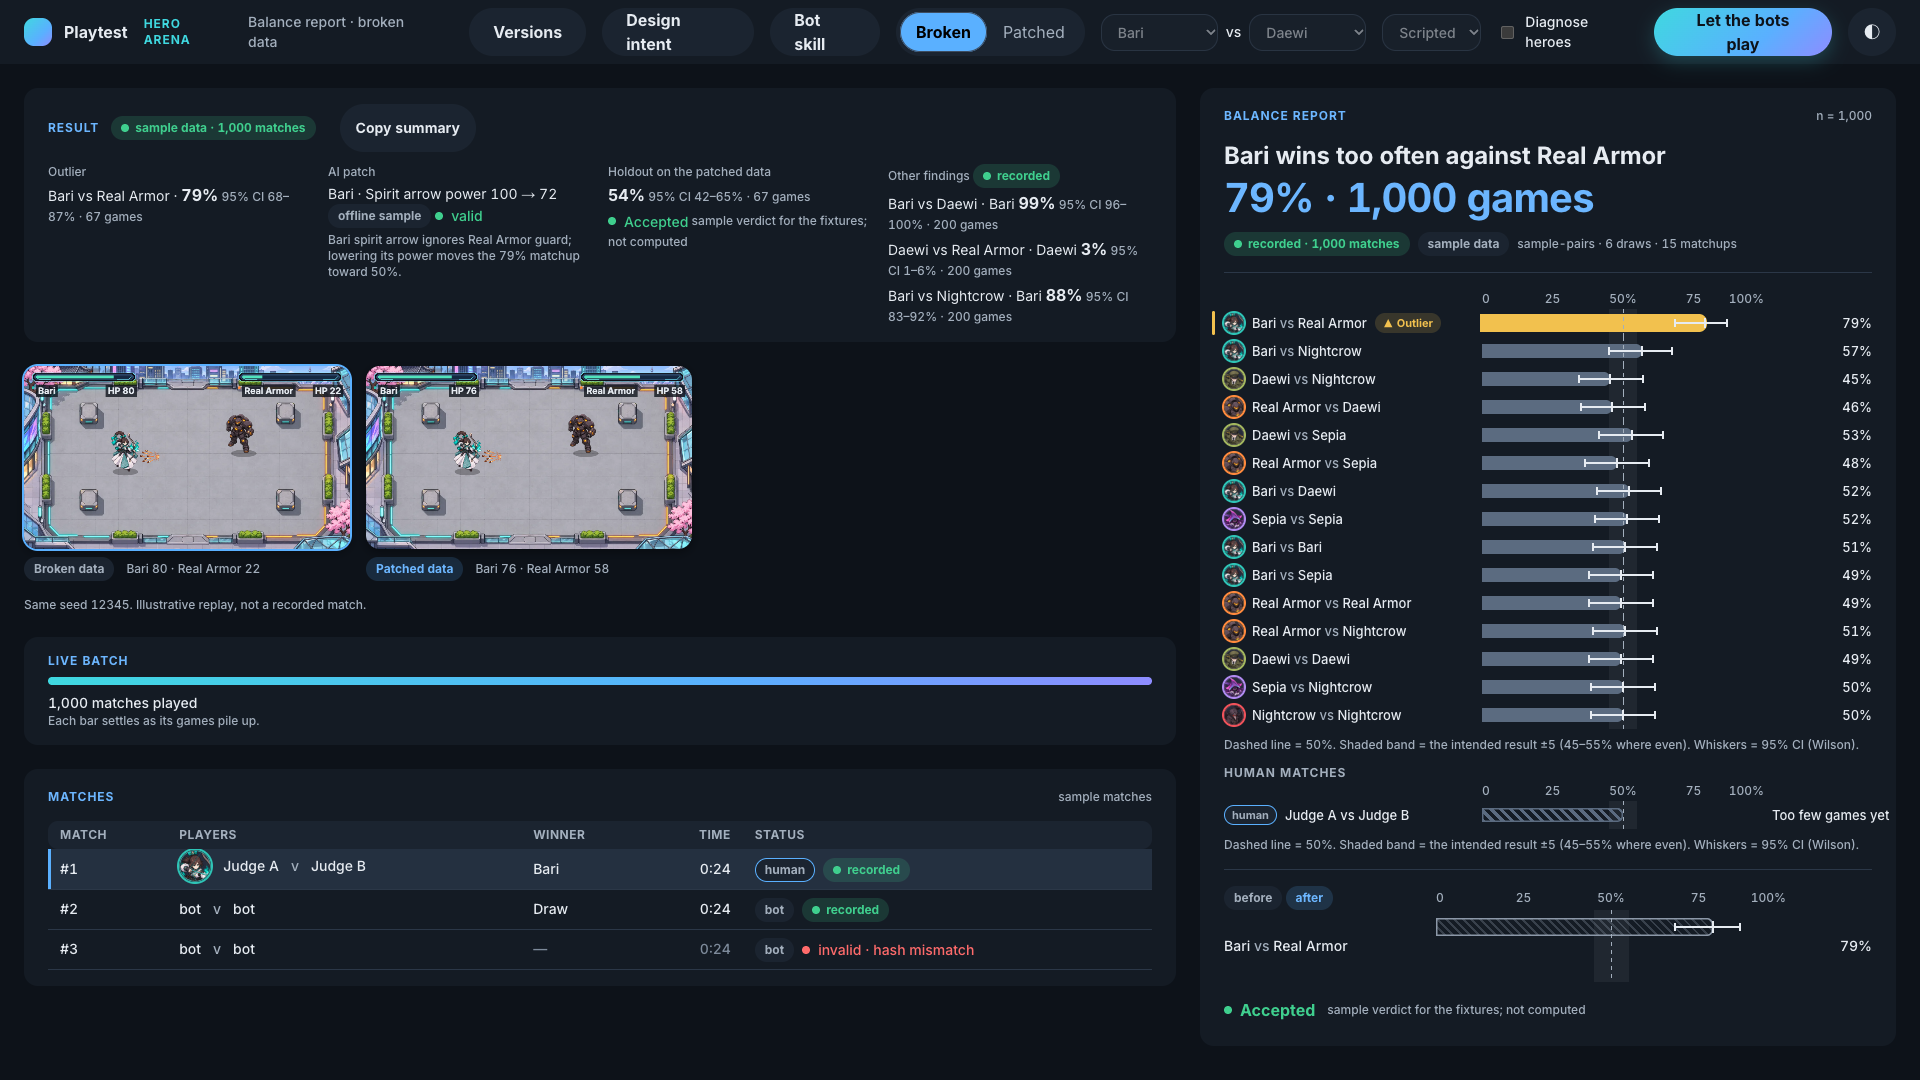 Playtest
HERO ARENA
Balance report · broken data
Versions
Design intent
Bot skill
Broken
Patched
Bari
vs
Daewi
Scripted
Diagnose heroes
Let the bots play
RESULT
sample data · 1,000 matches
Copy summary
Outlier
Bari vs Real Armor · 79% 95% CI 68–
87% · 67 games
AI patch
Bari · Spirit arrow power 100 → 72
offline sample
valid
Bari spirit arrow ignores Real Armor guard;
lowering its power moves the 79% matchup
toward 50%.
Holdout on the patched data
54% 95% CI 42–65% · 67 games
Accepted sample verdict for the fixtures;
not computed
Other findings recorded
Bari vs Daewi · Bari 99% 95% CI 96–
100% · 200 games
Daewi vs Real Armor · Daewi 3% 95%
CI 1–6% · 200 games
Bari vs Nightcrow · Bari 88% 95% CI
83–92% · 200 games
Bari HP 80 Real Armor HP 22
Bari HP 76 Real Armor HP 58
Broken data Bari 80 · Real Armor 22
Patched data Bari 76 · Real Armor 58
Same seed 12345. Illustrative replay, not a recorded match.
LIVE BATCH
1,000 matches played
Each bar settles as its games pile up.
MATCHES
sample matches
MATCH PLAYERS WINNER TIME STATUS
#1 Judge A v Judge B Bari 0:24 human recorded
#2 bot v bot Draw 0:24 bot recorded
#3 bot v bot — 0:24 bot invalid · hash mismatch
BALANCE REPORT
n = 1,000
Bari wins too often against Real Armor
79% · 1,000 games
recorded · 1,000 matches sample data sample-pairs · 6 draws · 15 matchups
0 25 50% 75 100%
Bari vs Real Armor Outlier 79%
Bari vs Nightcrow 57%
Daewi vs Nightcrow 45%
Real Armor vs Daewi 46%
Daewi vs Sepia 53%
Real Armor vs Sepia 48%
Bari vs Daewi 52%
Sepia vs Sepia 52%
Bari vs Bari 51%
Bari vs Sepia 49%
Real Armor vs Real Armor 49%
Real Armor vs Nightcrow 51%
Daewi vs Daewi 49%
Sepia vs Nightcrow 50%
Nightcrow vs Nightcrow 50%
Dashed line = 50%. Shaded band = the intended result ±5 (45–55% where even). Whiskers = 95% CI (Wilson).
HUMAN MATCHES
0 25 50% 75 100%
human Judge A vs Judge B Too few games yet
Dashed line = 50%. Shaded band = the intended result ±5 (45–55% where even). Whiskers = 95% CI (Wilson).
before after 0 25 50% 75 100%
Bari vs Real Armor 79%
Accepted sample verdict for the fixtures; not computed